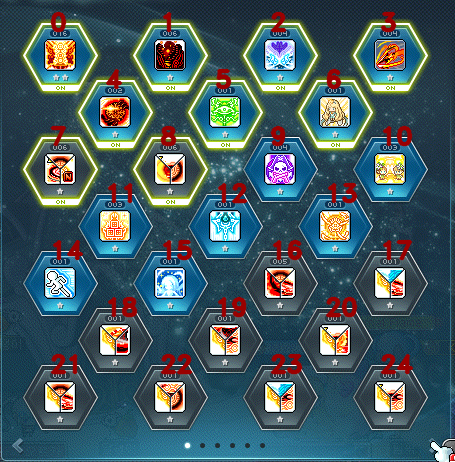 0 1 2 3
016 006 004 004
ON ON ON ON
4 5 6
002 001 001
ON ON ON
7 8 9 10
006 006 004 003
ON ON
11 12 13
003 001 001
14 15 16 17
001 001 005 001
18 19 20
001 001 001
21 22 23 24
001 001 001 001